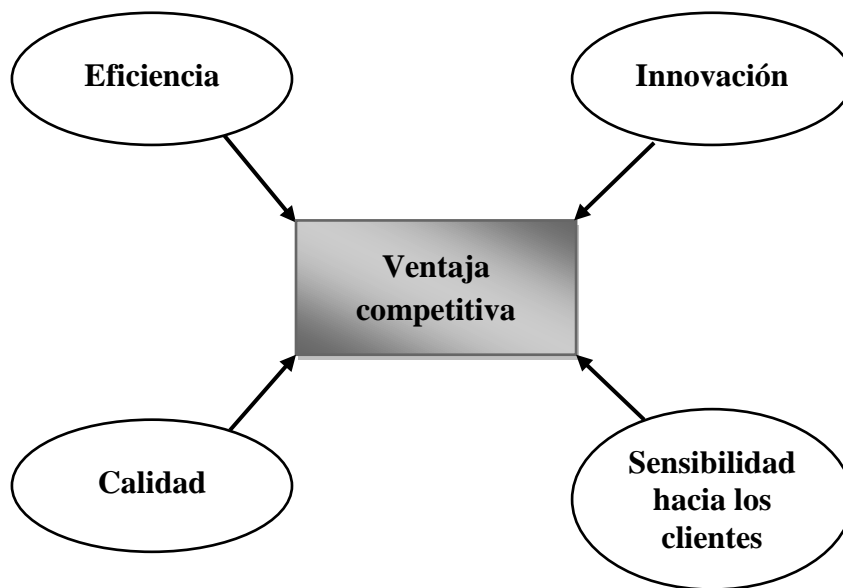 Eficiencia
Innovación
Ventaja
competitiva
Calidad
Sensibilidad
hacia los
clientes